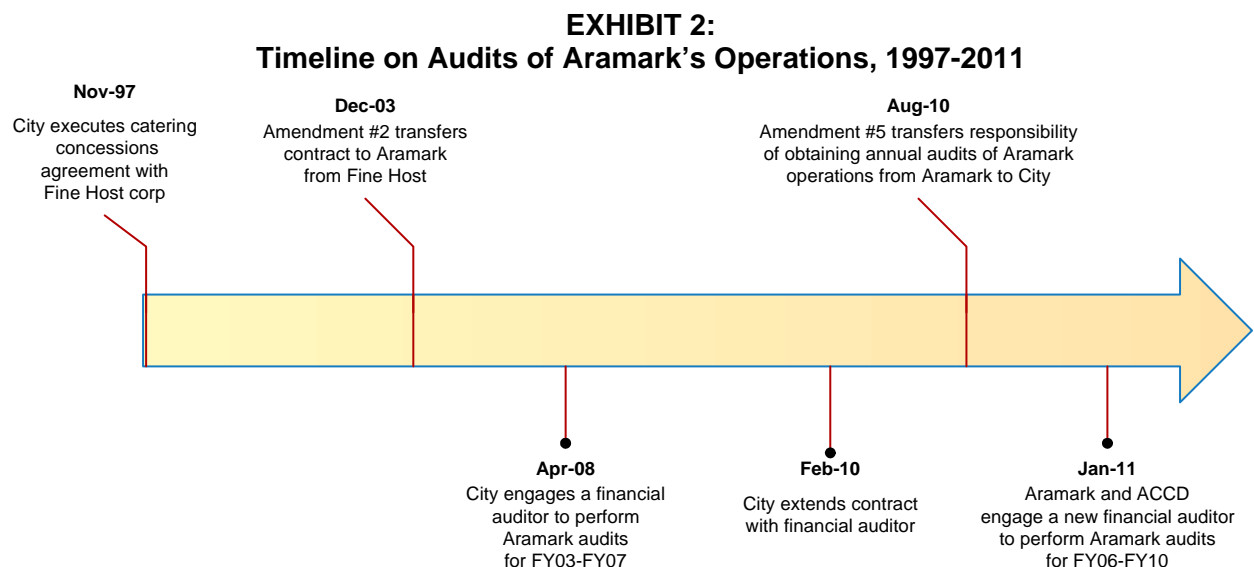 EXHIBIT 2:
Timeline on Audits of Aramark's Operations, 1997-2011
Nov-97
City executes catering
concessions
agreement with
Fine Host corp
Dec-03
Amendment #2 transfers
contract to Aramark
from Fine Host
Aug-10
Amendment #5 transfers responsibility
of obtaining annual audits of Aramark
operations from Aramark to City
Apr-08
City engages a financial
auditor to perform
Aramark audits
for FY03-FY07
Feb-10
City extends contract
with financial auditor
Jan-11
Aramark and ACCD
engage a new financial auditor
to perform Aramark audits
for FY06-FY10